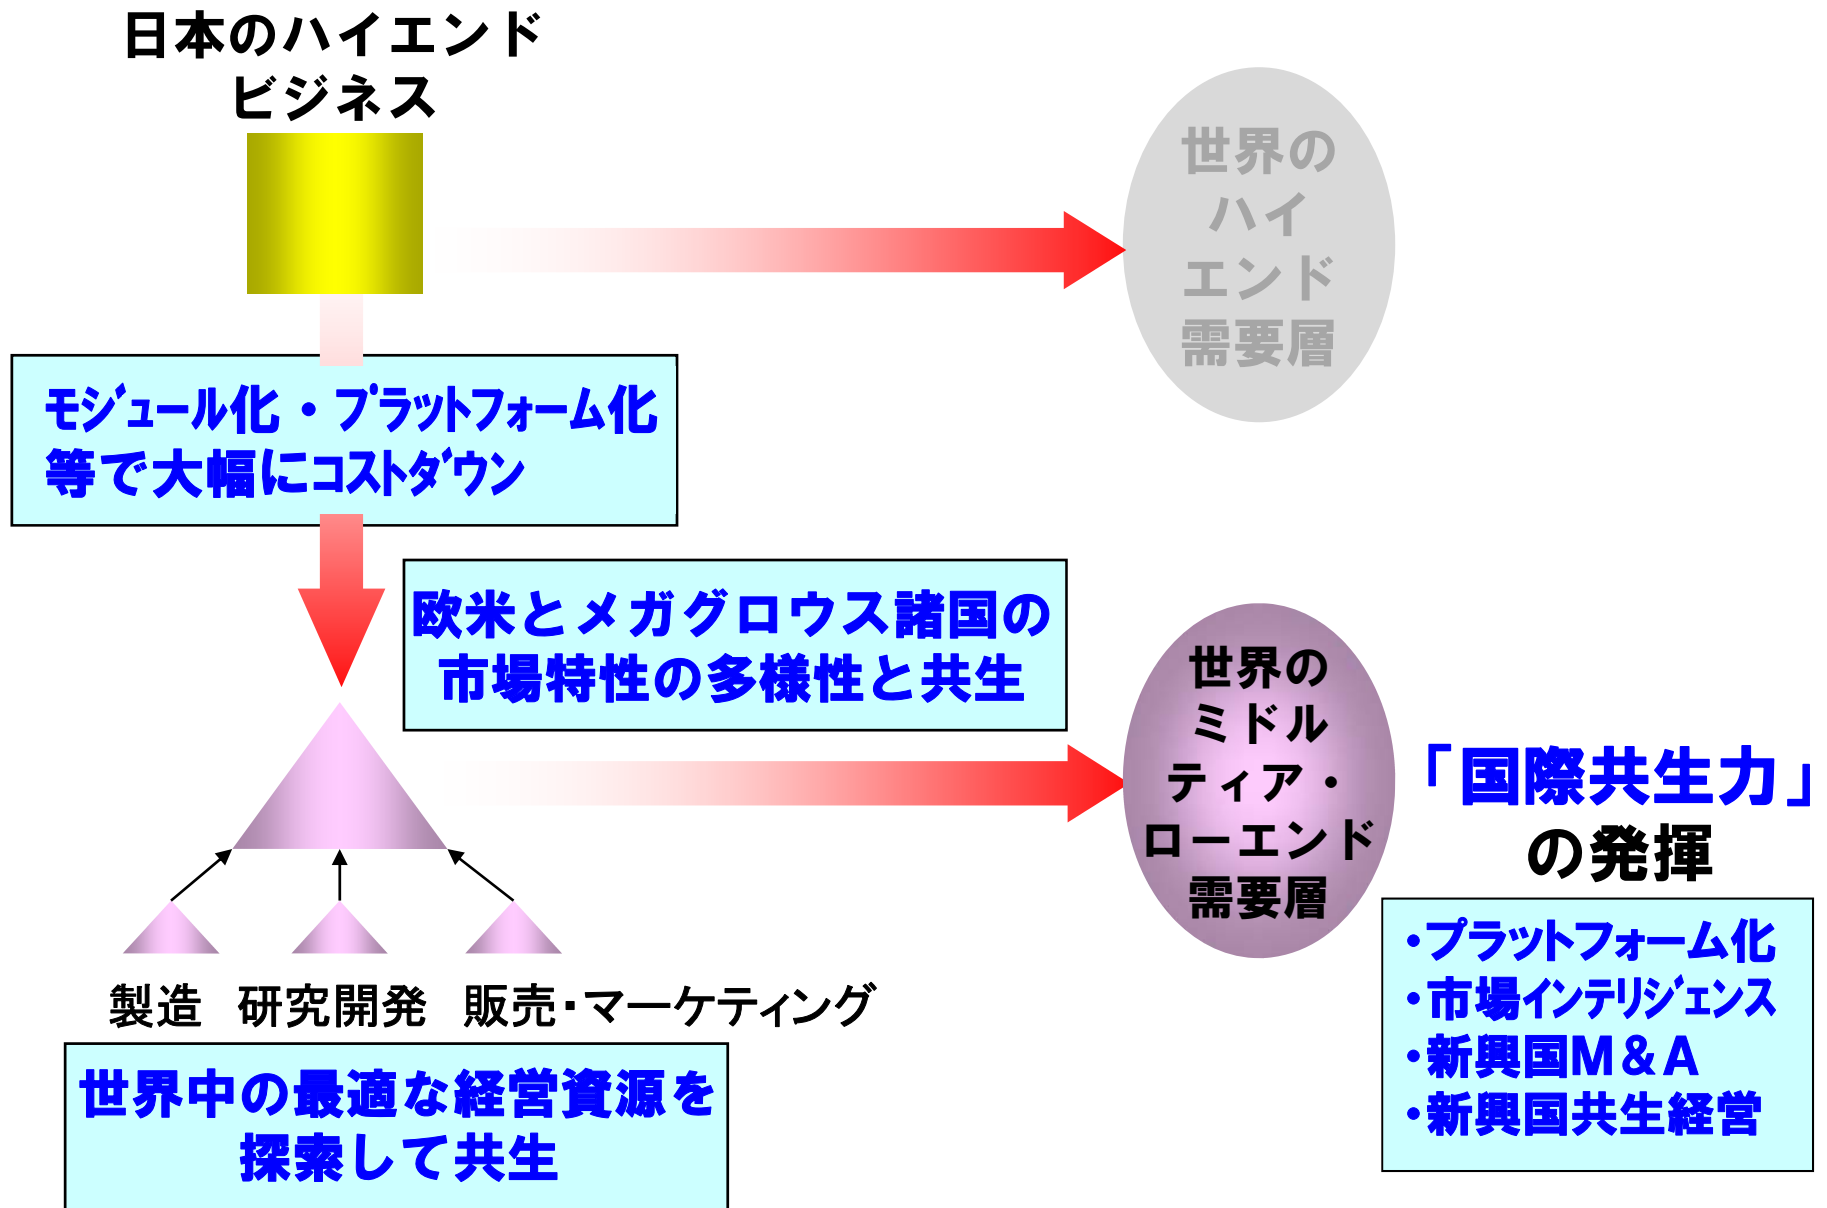 日本のハイエンド
ビジネス
世界の
ハイ
エンド
需要層
ﾓｼﾞｭｰﾙ化・ﾌﾟﾗｯﾄﾌｫｰﾑ化
等で大幅にｺｽﾄﾀﾞｳﾝ
欧米とメガグロウス諸国の
市場特性の多様性と共生
世界の
ミドル
ティア・
ローエンド
需要層
「国際共生力」
の発揮
・プラットフォーム化
・市場ｲﾝﾃﾘｼﾞｪﾝｽ
・新興国M＆A
・新興国共生経営
製造 研究開発 販売・マーケティング
世界中の最適な経営資源を
探索して共生